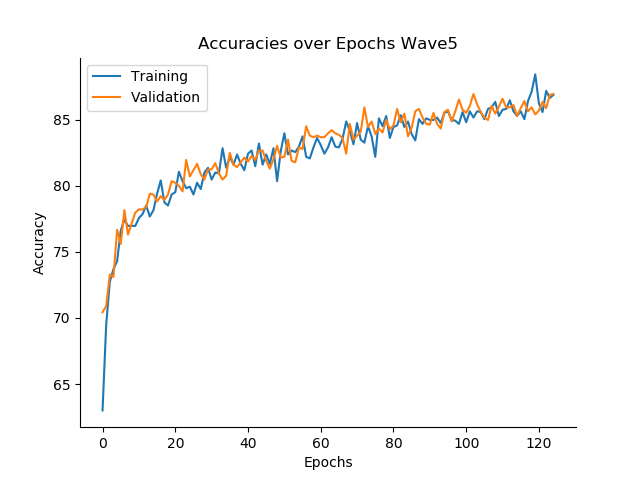 Accuracies over Epochs Wave5
Training
Validation
85
80
75
70
65
Accuracy
0 20 40 60 80 100 120
Epochs